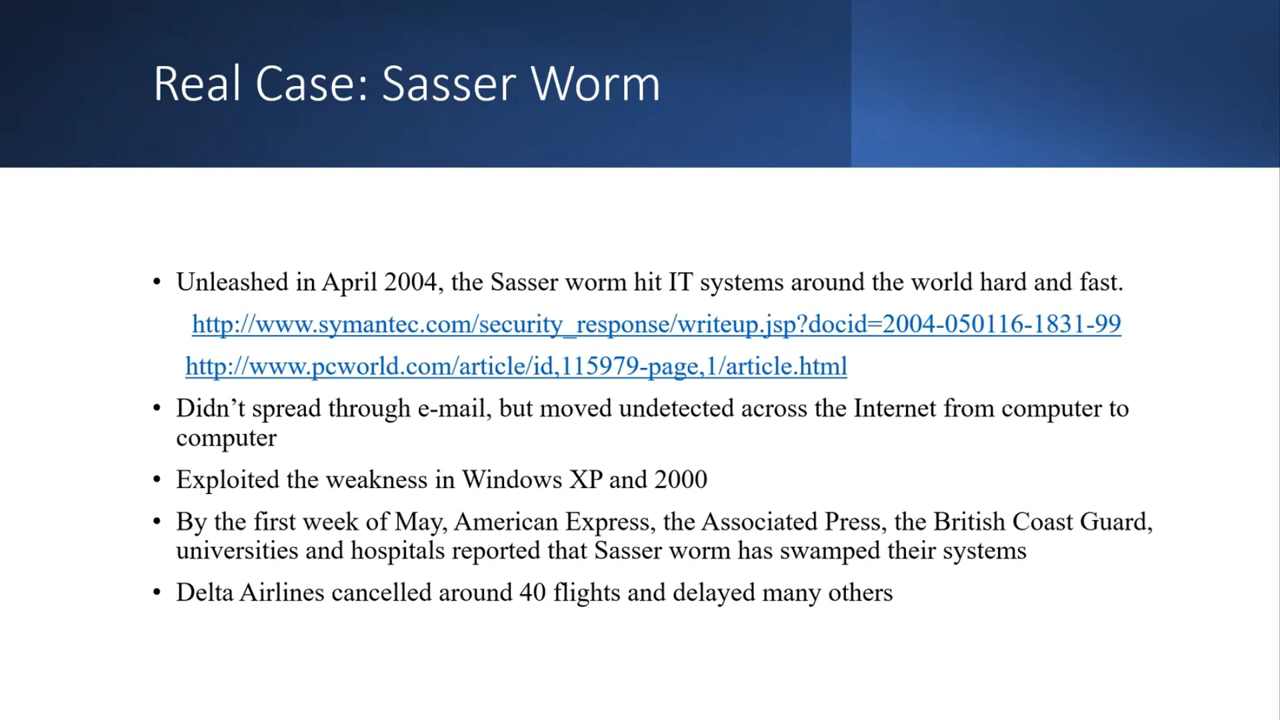 Real Case: Sasser Worm
• Unleashed in April 2004, the Sasser worm hit IT systems around the world hard and fast.
http://www.symantec.com/security_response/writeup.jsp?docid=2004-050116-1831-99
http://www.pcworld.com/article/id,115979-page,1/article.html
• Didn’t spread through e-mail, but moved undetected across the Internet from computer to
computer
• Exploited the weakness in Windows XP and 2000
• By the first week of May, American Express, the Associated Press, the British Coast Guard,
universities and hospitals reported that Sasser worm has swamped their systems
• Delta Airlines cancelled around 40 flights and delayed many others